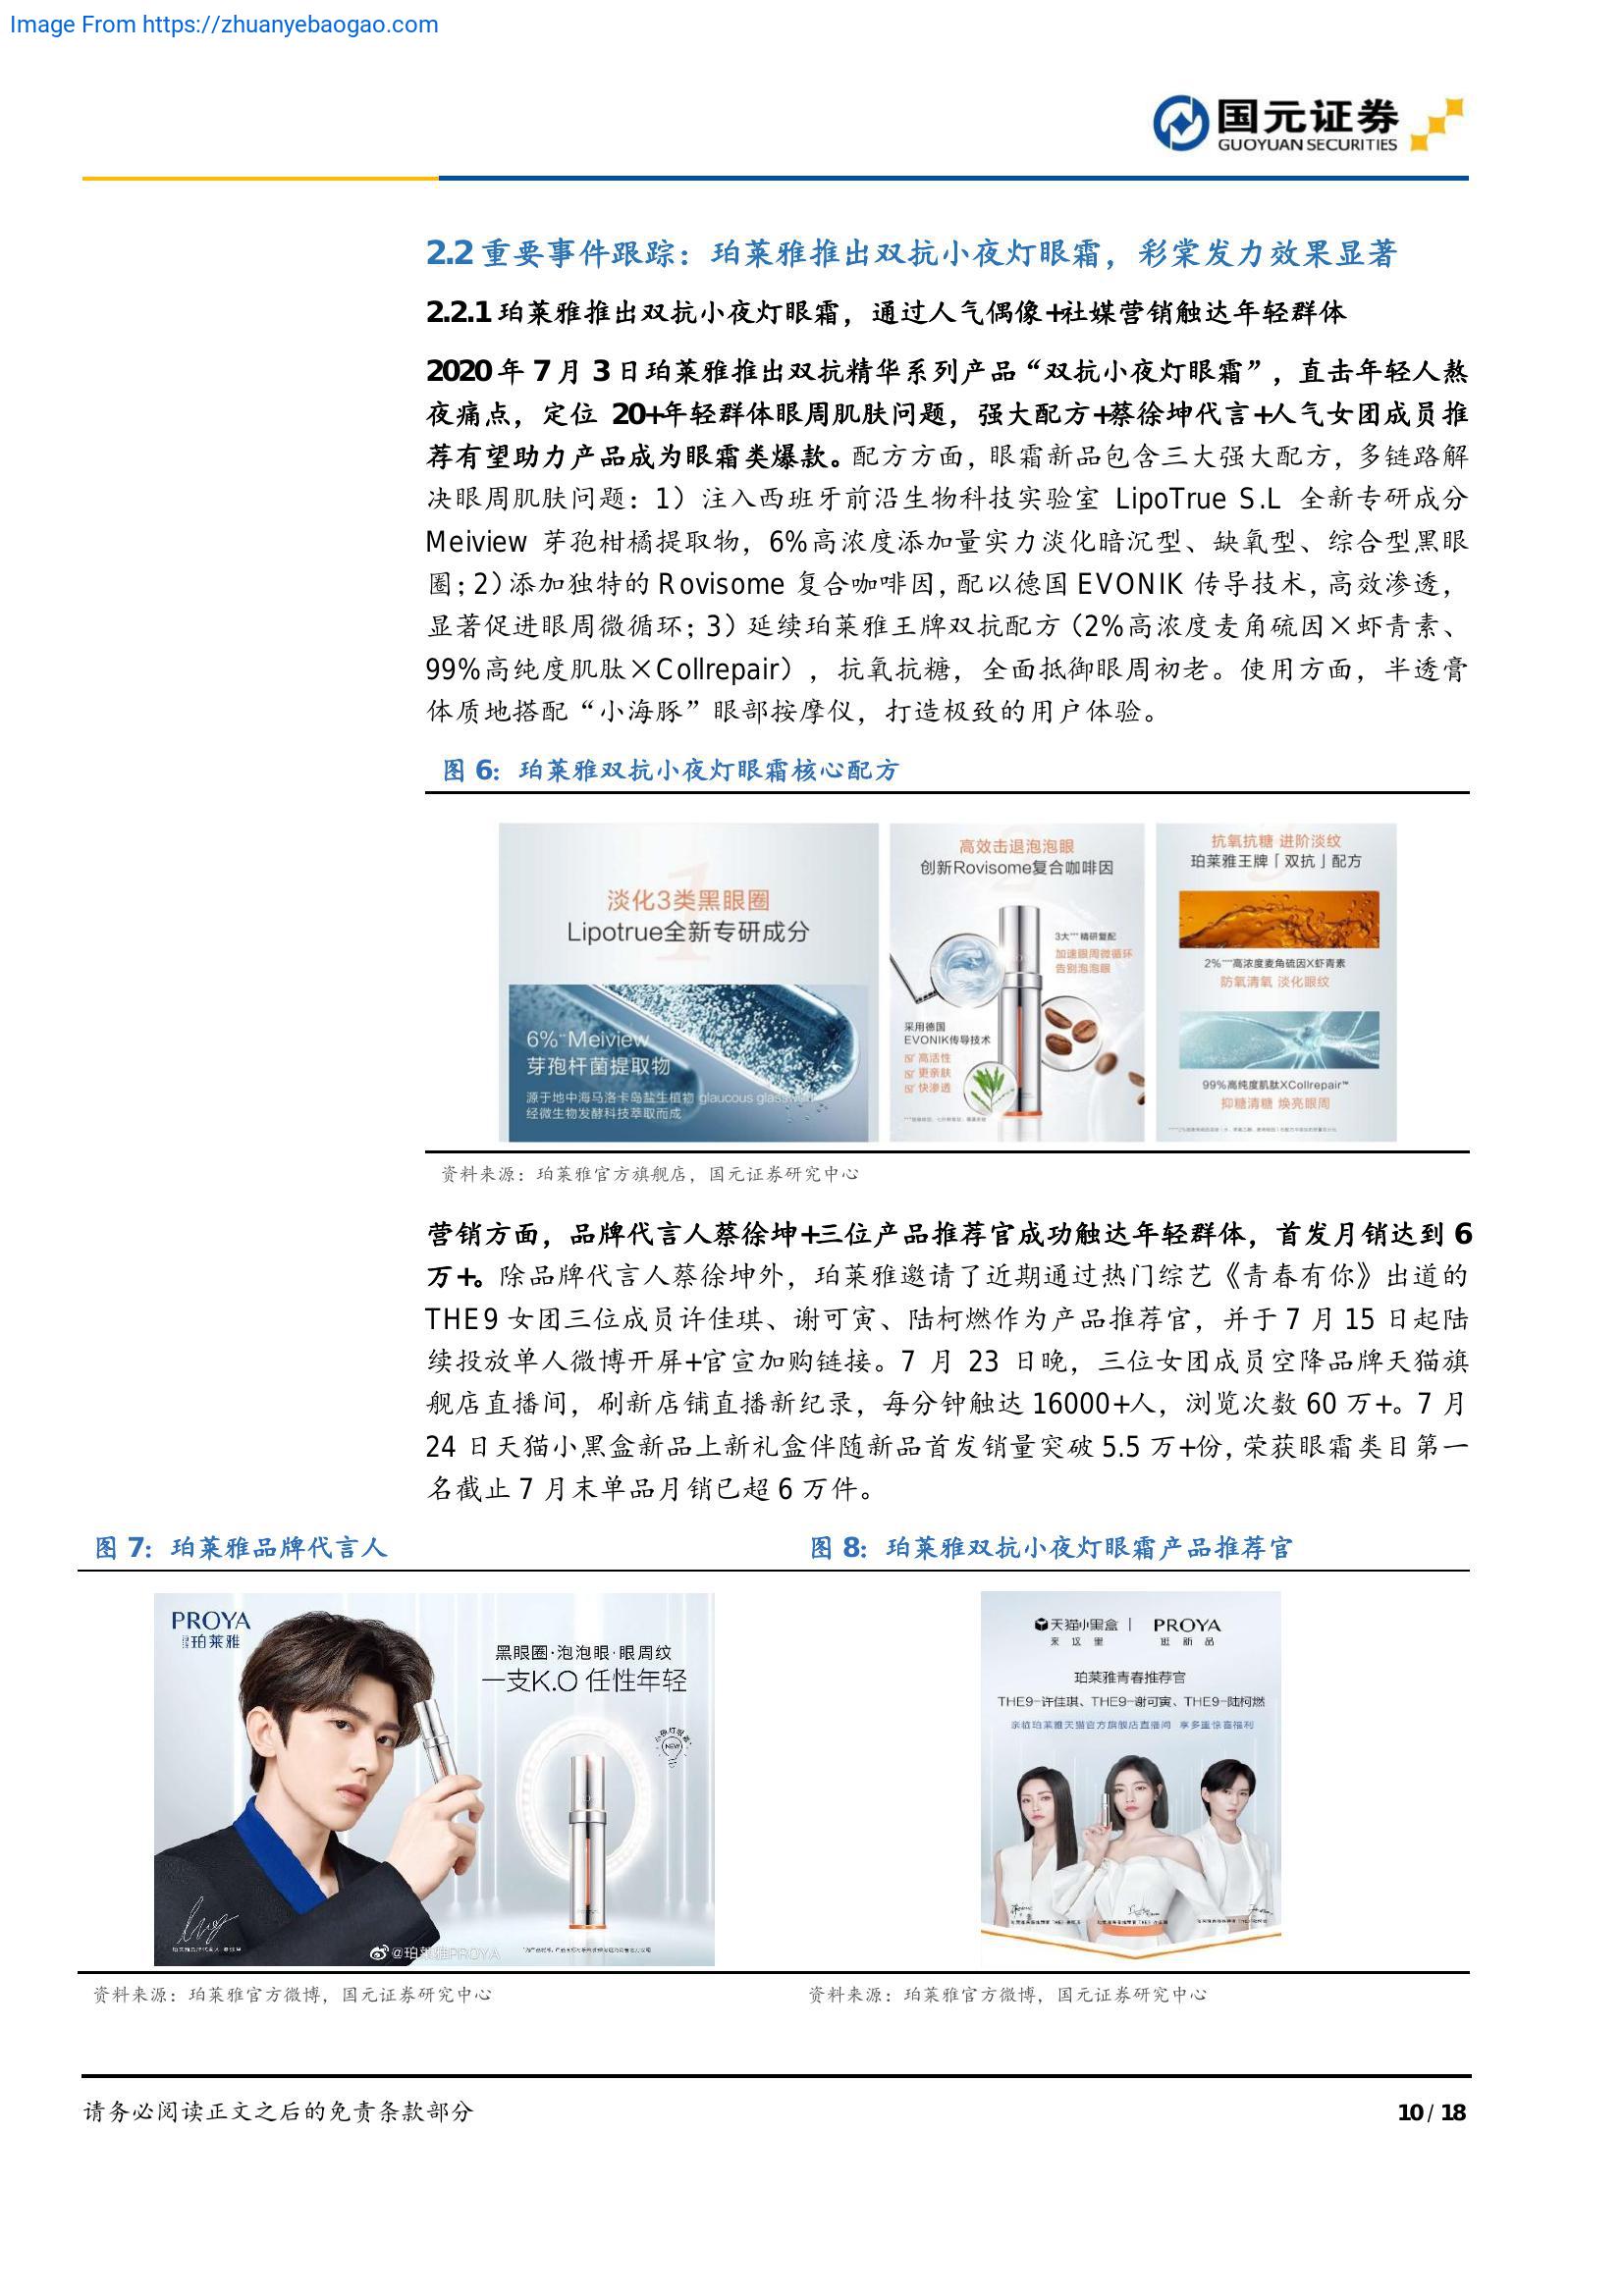 Image From https://zhuanyebaogao.com
国元证券
GUOYUAN SECURITIES
2.2 重要事件跟踪：珀莱雅推出双抗小夜灯眼霜，彩棠发力效果显著
2.2.1 珀莱雅推出双抗小夜灯眼霜，通过人气偶像+社媒营销触达年轻群体
2020 年 7 月 3 日珀莱雅推出双抗精华系列产品“双抗小夜灯眼霜”，直击年轻人熬
夜痛点，定位 20+年轻群体眼周肌肤问题，强大配方+蔡徐坤代言+人气女团成员推
荐有望助力产品成为眼霜类爆款。配方方面，眼霜新品包含三大强大配方，多链路解
决眼周肌肤问题：1）注入西班牙前沿生物科技实验室 LipoTrue S.L 全新专研成分
Meiview 芽孢柑橘提取物，6%高浓度添加量实力淡化暗沉型、缺氧型、综合型黑眼
圈；2）添加独特的 Rovisome 复合咖啡因，配以德国 EVONIK 传导技术，高效渗透，
显著促进眼周微循环；3）延续珀莱雅王牌双抗配方（2%高浓度麦角硫因×虾青素、
99%高纯度肌肽×Collrepair），抗氧抗糖，全面抵御眼周初老。使用方面，半透膏
体质地搭配“小海豚”眼部按摩仪，打造极致的用户体验。
图 6：珀莱雅双抗小夜灯眼霜核心配方
淡化3类黑眼圈
Lipotrue全新专研成分
6%Meiview
芽孢杆菌提取物
源于地中海马洛卡岛盐生植物 glaucous
经微生物发酵科技萃取而成
高效击退泡泡眼
创新Rovisome复合咖啡因
3大精研复配
加速眼周微循环
告别泡泡眼
采用德国
EVONIK传导技术
高活性
更亲肤
快渗透
抗氧抗糖 进阶淡纹
珀莱雅王牌「双抗」配方
2%高浓度麦角硫因X虾青素
防氧清氧 淡化眼纹
99%高纯度肌肽XCollrepair™
抑糖清糖 焕亮眼周
资料来源：珀莱雅官方旗舰店，国元证券研究中心
营销方面，品牌代言人蔡徐坤+三位产品推荐官成功触达年轻群体，首发月销达到 6
万+。除品牌代言人蔡徐坤外，珀莱雅邀请了近期通过热门综艺《青春有你》出道的
THE9 女团三位成员许佳琪、谢可寅、陆柯燃作为产品推荐官，并于 7 月 15 日起陆
续投放单人微博开屏+官宣加购链接。7 月 23 日晚，三位女团成员空降品牌天猫旗
舰店直播间，刷新店铺直播新纪录，每分钟触达 16000+人，浏览次数 60 万+。7 月
24 日天猫小黑盒新品上新礼盒伴随新品首发销量突破 5.5 万+份，荣获眼霜类目第一
名截止 7 月末单品月销已超 6 万件。
图 7：珀莱雅品牌代言人
图 8：珀莱雅双抗小夜灯眼霜产品推荐官
PROYA
珀莱雅
黑眼圈·泡泡眼·眼周纹
一支K.O 任性年轻
NEW
@珀莱雅PROYA
天猫小黑盒 | PROYA
来这里 逛新品
珀莱雅青春推荐官
THE9-许佳琪、THE9-谢可寅、THE9-陆柯燃
亲临珀莱雅天猫官方旗舰店直播间 享多重惊喜福利
资料来源：珀莱雅官方微博，国元证券研究中心
资料来源：珀莱雅官方微博，国元证券研究中心
请务必阅读正文之后的免责条款部分
10 / 18